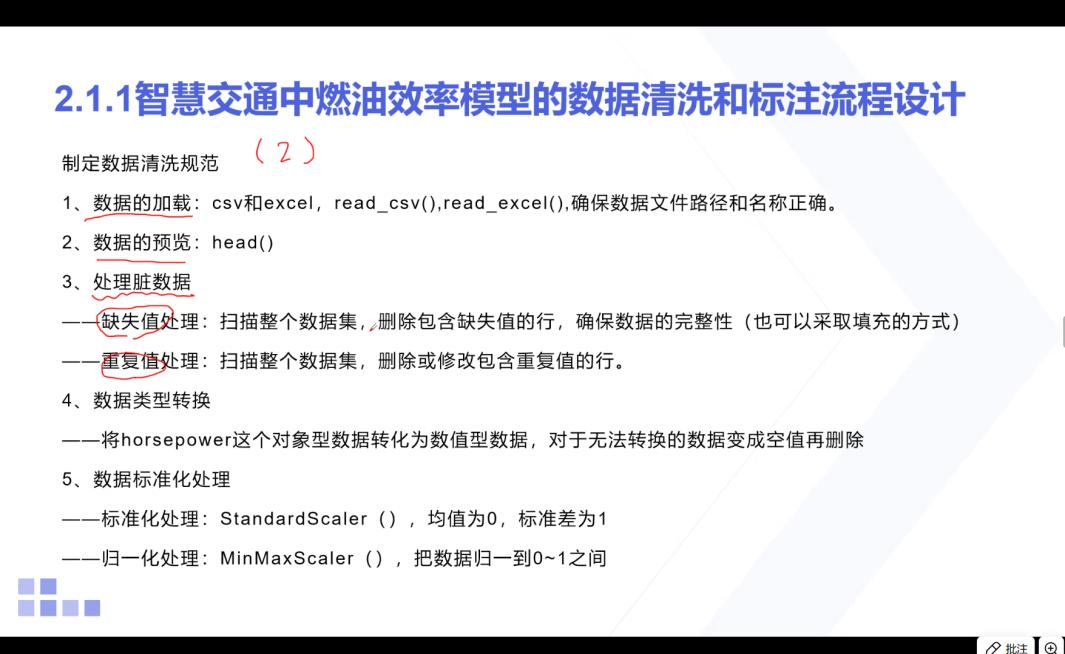 2.1.1智慧交通中燃油效率模型的数据清洗和标注流程设计
制定数据清洗规范 （2）
1、数据的加载：csv和excel，read_csv(),read_excel(),确保数据文件路径和名称正确。
2、数据的预览：head()
3、处理脏数据
——缺失值处理：扫描整个数据集，删除包含缺失值的行，确保数据的完整性（也可以采取填充的方式）
——重复值处理：扫描整个数据集，删除或修改包含重复值的行。
4、数据类型转换
——将horsepower这个对象型数据转化为数值型数据，对于无法转换的数据变成空值再删除
5、数据标准化处理
——标准化处理：StandardScaler（），均值为0，标准差为1
——归一化处理：MinMaxScaler（），把数据归一到0~1之间
批注